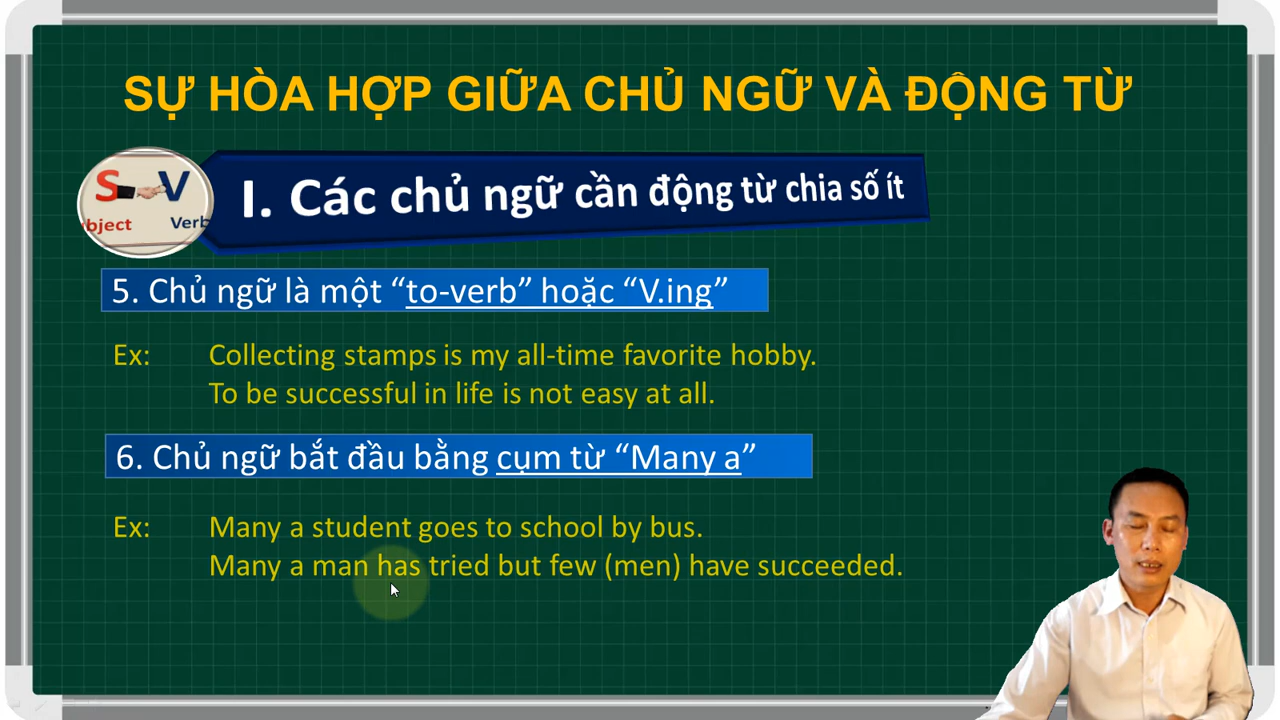 SỰ HÒA HỢP GIỮA CHỦ NGỮ VÀ ĐỘNG TỪ
S V
bject Verb
I. Các chủ ngữ cần động từ chia số ít
5. Chủ ngữ là một “to-verb” hoặc “V.ing”
Ex: Collecting stamps is my all-time favorite hobby.
To be successful in life is not easy at all.
6. Chủ ngữ bắt đầu bằng cụm từ “Many a”
Ex: Many a student goes to school by bus.
Many a man has tried but few (men) have succeeded.